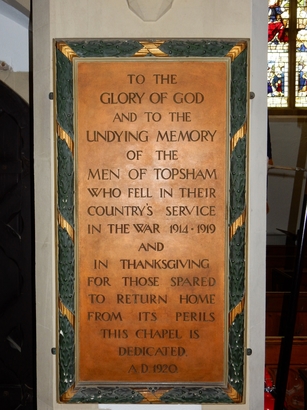 TO THE
GLORY OF GOD
AND TO THE
UNDYING MEMORY
OF THE
MEN OF TOPSHAM
WHO FELL IN THEIR
COUNTRY'S SERVICE
IN THE WAR 1914·1919
AND
IN THANKSGIVING
FOR THOSE SPARED
TO RETURN HOME
FROM ITS PERILS
THIS CHAPEL IS
DEDICATED
A.D.1920